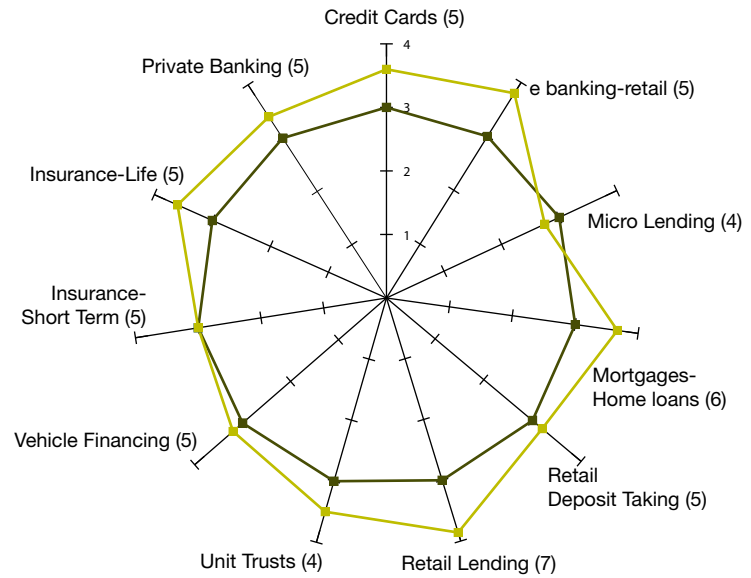 Credit Cards (5)
4
Private Banking (5)
e banking-retail (5)
3
Insurance-Life (5)
2
Micro Lending (4)
1
Insurance-
Short Term (5)
Mortgages-
Home loans (6)
Vehicle Financing (5)
Retail
Deposit Taking (5)
Unit Trusts (4)
Retail Lending (7)